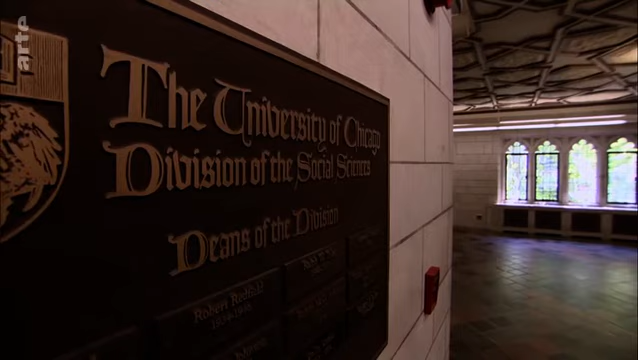 arte
The University of Chicago
Division of the Social Sciences
Deans of the Division
Robert Redfield